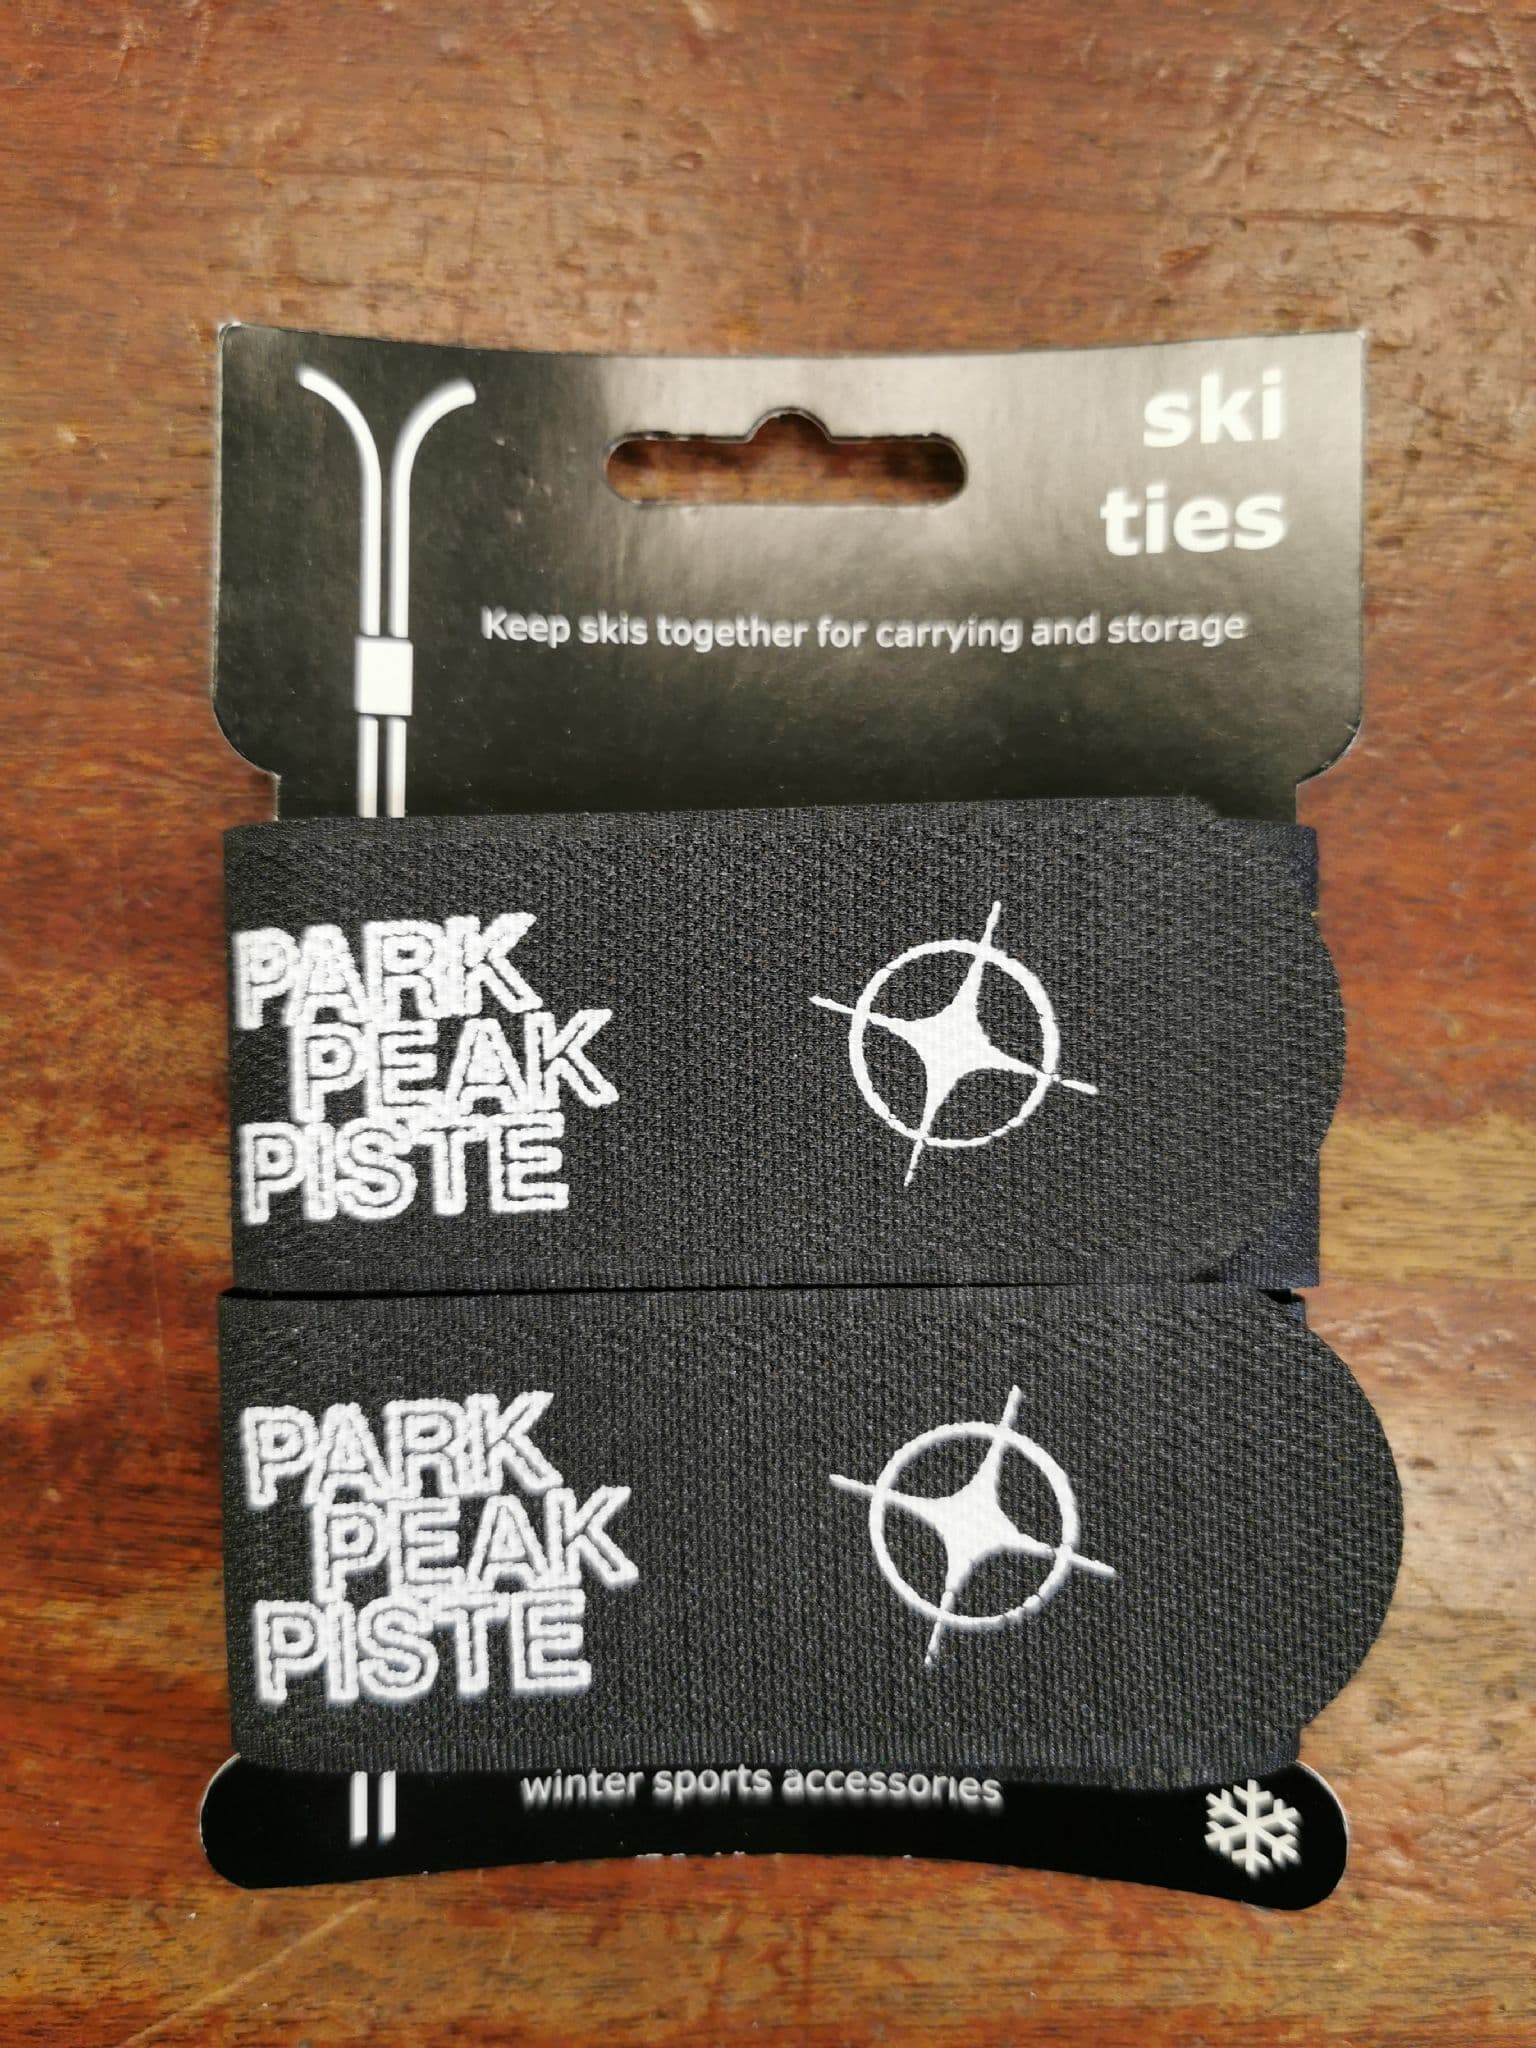 ski
ties
Keep skis together for carrying and storage
PARK
PEAK
PISTE
PARK
PEAK
PISTE
winter sports accessories